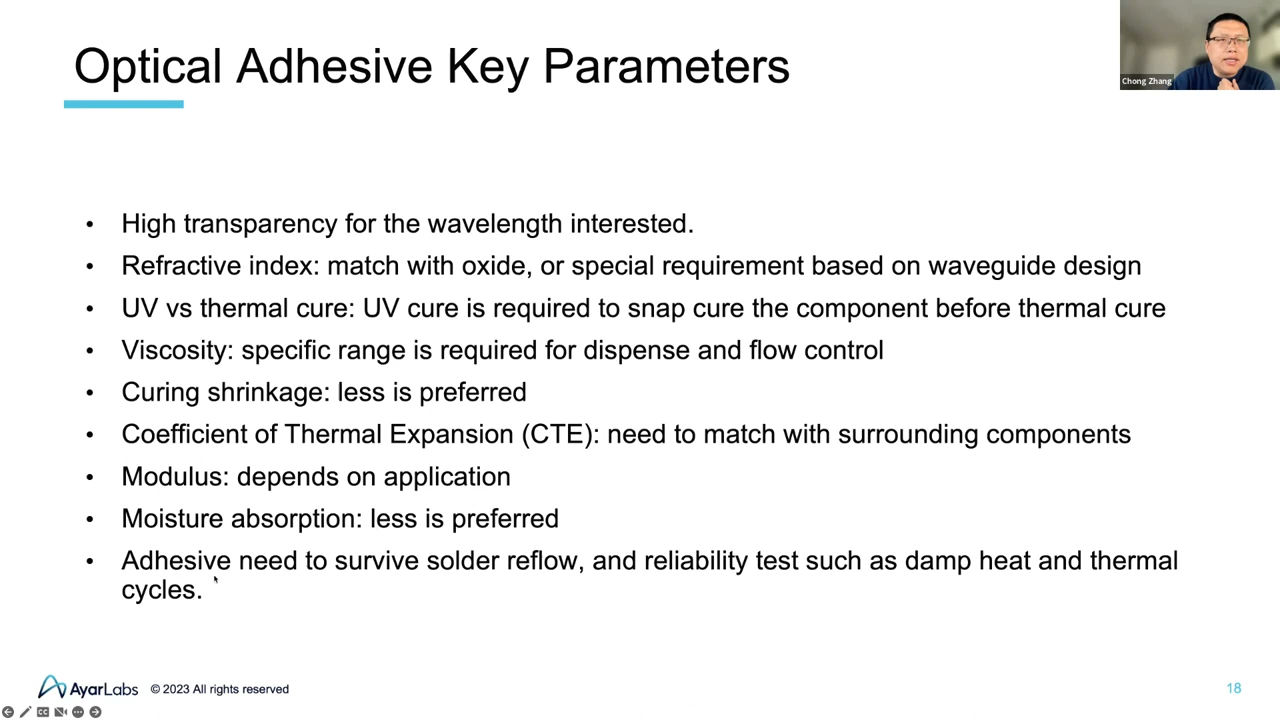 Optical Adhesive Key Parameters
Chong Zhang
• High transparency for the wavelength interested.
• Refractive index: match with oxide, or special requirement based on waveguide design
• UV vs thermal cure: UV cure is required to snap cure the component before thermal cure
• Viscosity: specific range is required for dispense and flow control
• Curing shrinkage: less is preferred
• Coefficient of Thermal Expansion (CTE): need to match with surrounding components
• Modulus: depends on application
• Moisture absorption: less is preferred
• Adhesive need to survive solder reflow, and reliability test such as damp heat and thermal
cycles.
AyarLabs © 2023 All rights reserved
18
CC